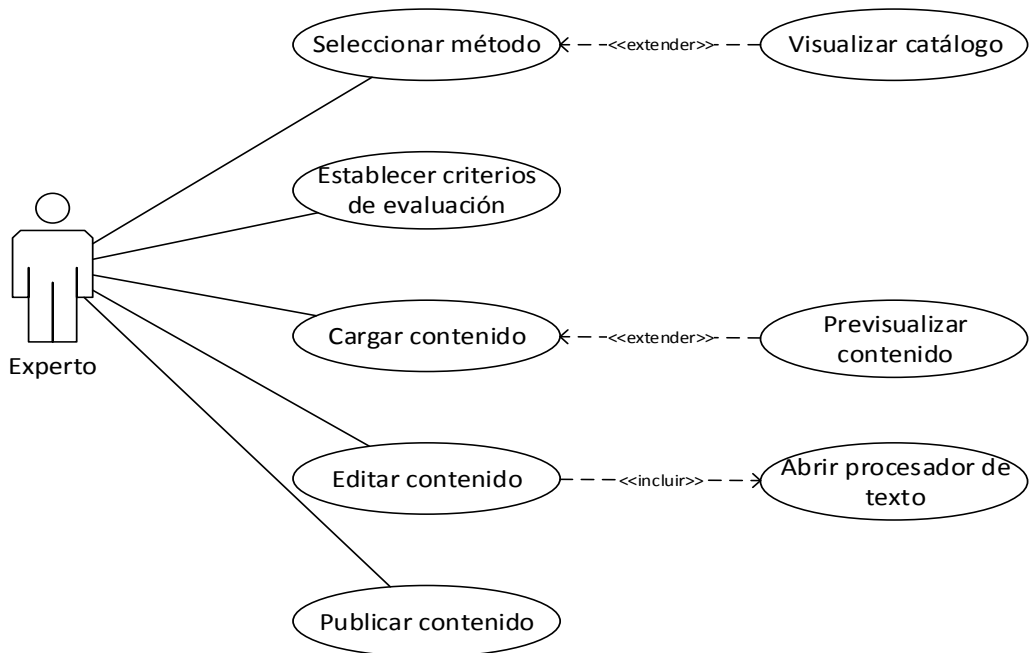 Seleccionar método
<<extender>>
Visualizar catálogo
Establecer criterios
de evaluación
Experto
Cargar contenido
<<extender>>
Previsualizar
contenido
Editar contenido
<<incluir>>
Abrir procesador de
texto
Publicar contenido